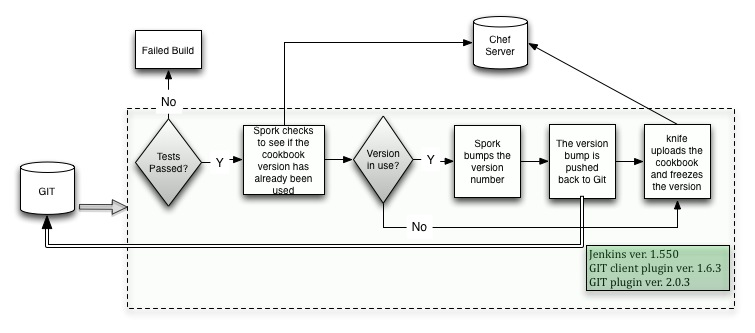 Chef
Server
Failed Build
No
Tests
Passed?
Y
Spork checks
to see if the
cookbook
version has
already been
used
Version
in use?
Y
Spork
bumps the
version
number
The version
bump is
pushed
back to Git
knife
uploads the
cookbook
and freezes
the version
GIT
No
Jenkins ver. 1.550
GIT client plugin ver. 1.6.3
GIT plugin ver. 2.0.3